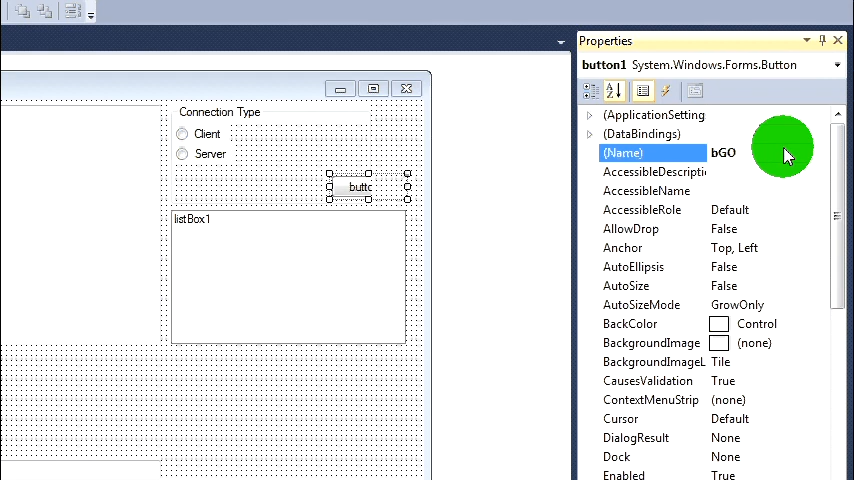 Properties
button1 System.Windows.Forms.Button
Connection Type
Client
Server
butto
listBox1
(ApplicationSetting:
(DataBindings)
(Name) bGO
AccessibleDescripti
AccessibleName
AccessibleRole Default
AllowDrop False
Anchor Top, Left
AutoEllipsis False
AutoSize False
AutoSizeMode GrowOnly
BackColor Control
BackgroundImage (none)
BackgroundImageL Tile
CausesValidation True
ContextMenuStrip (none)
Cursor Default
DialogResult None
Dock None
Enabled True